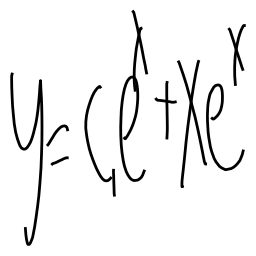 y = c₁eˣ + xeˣ